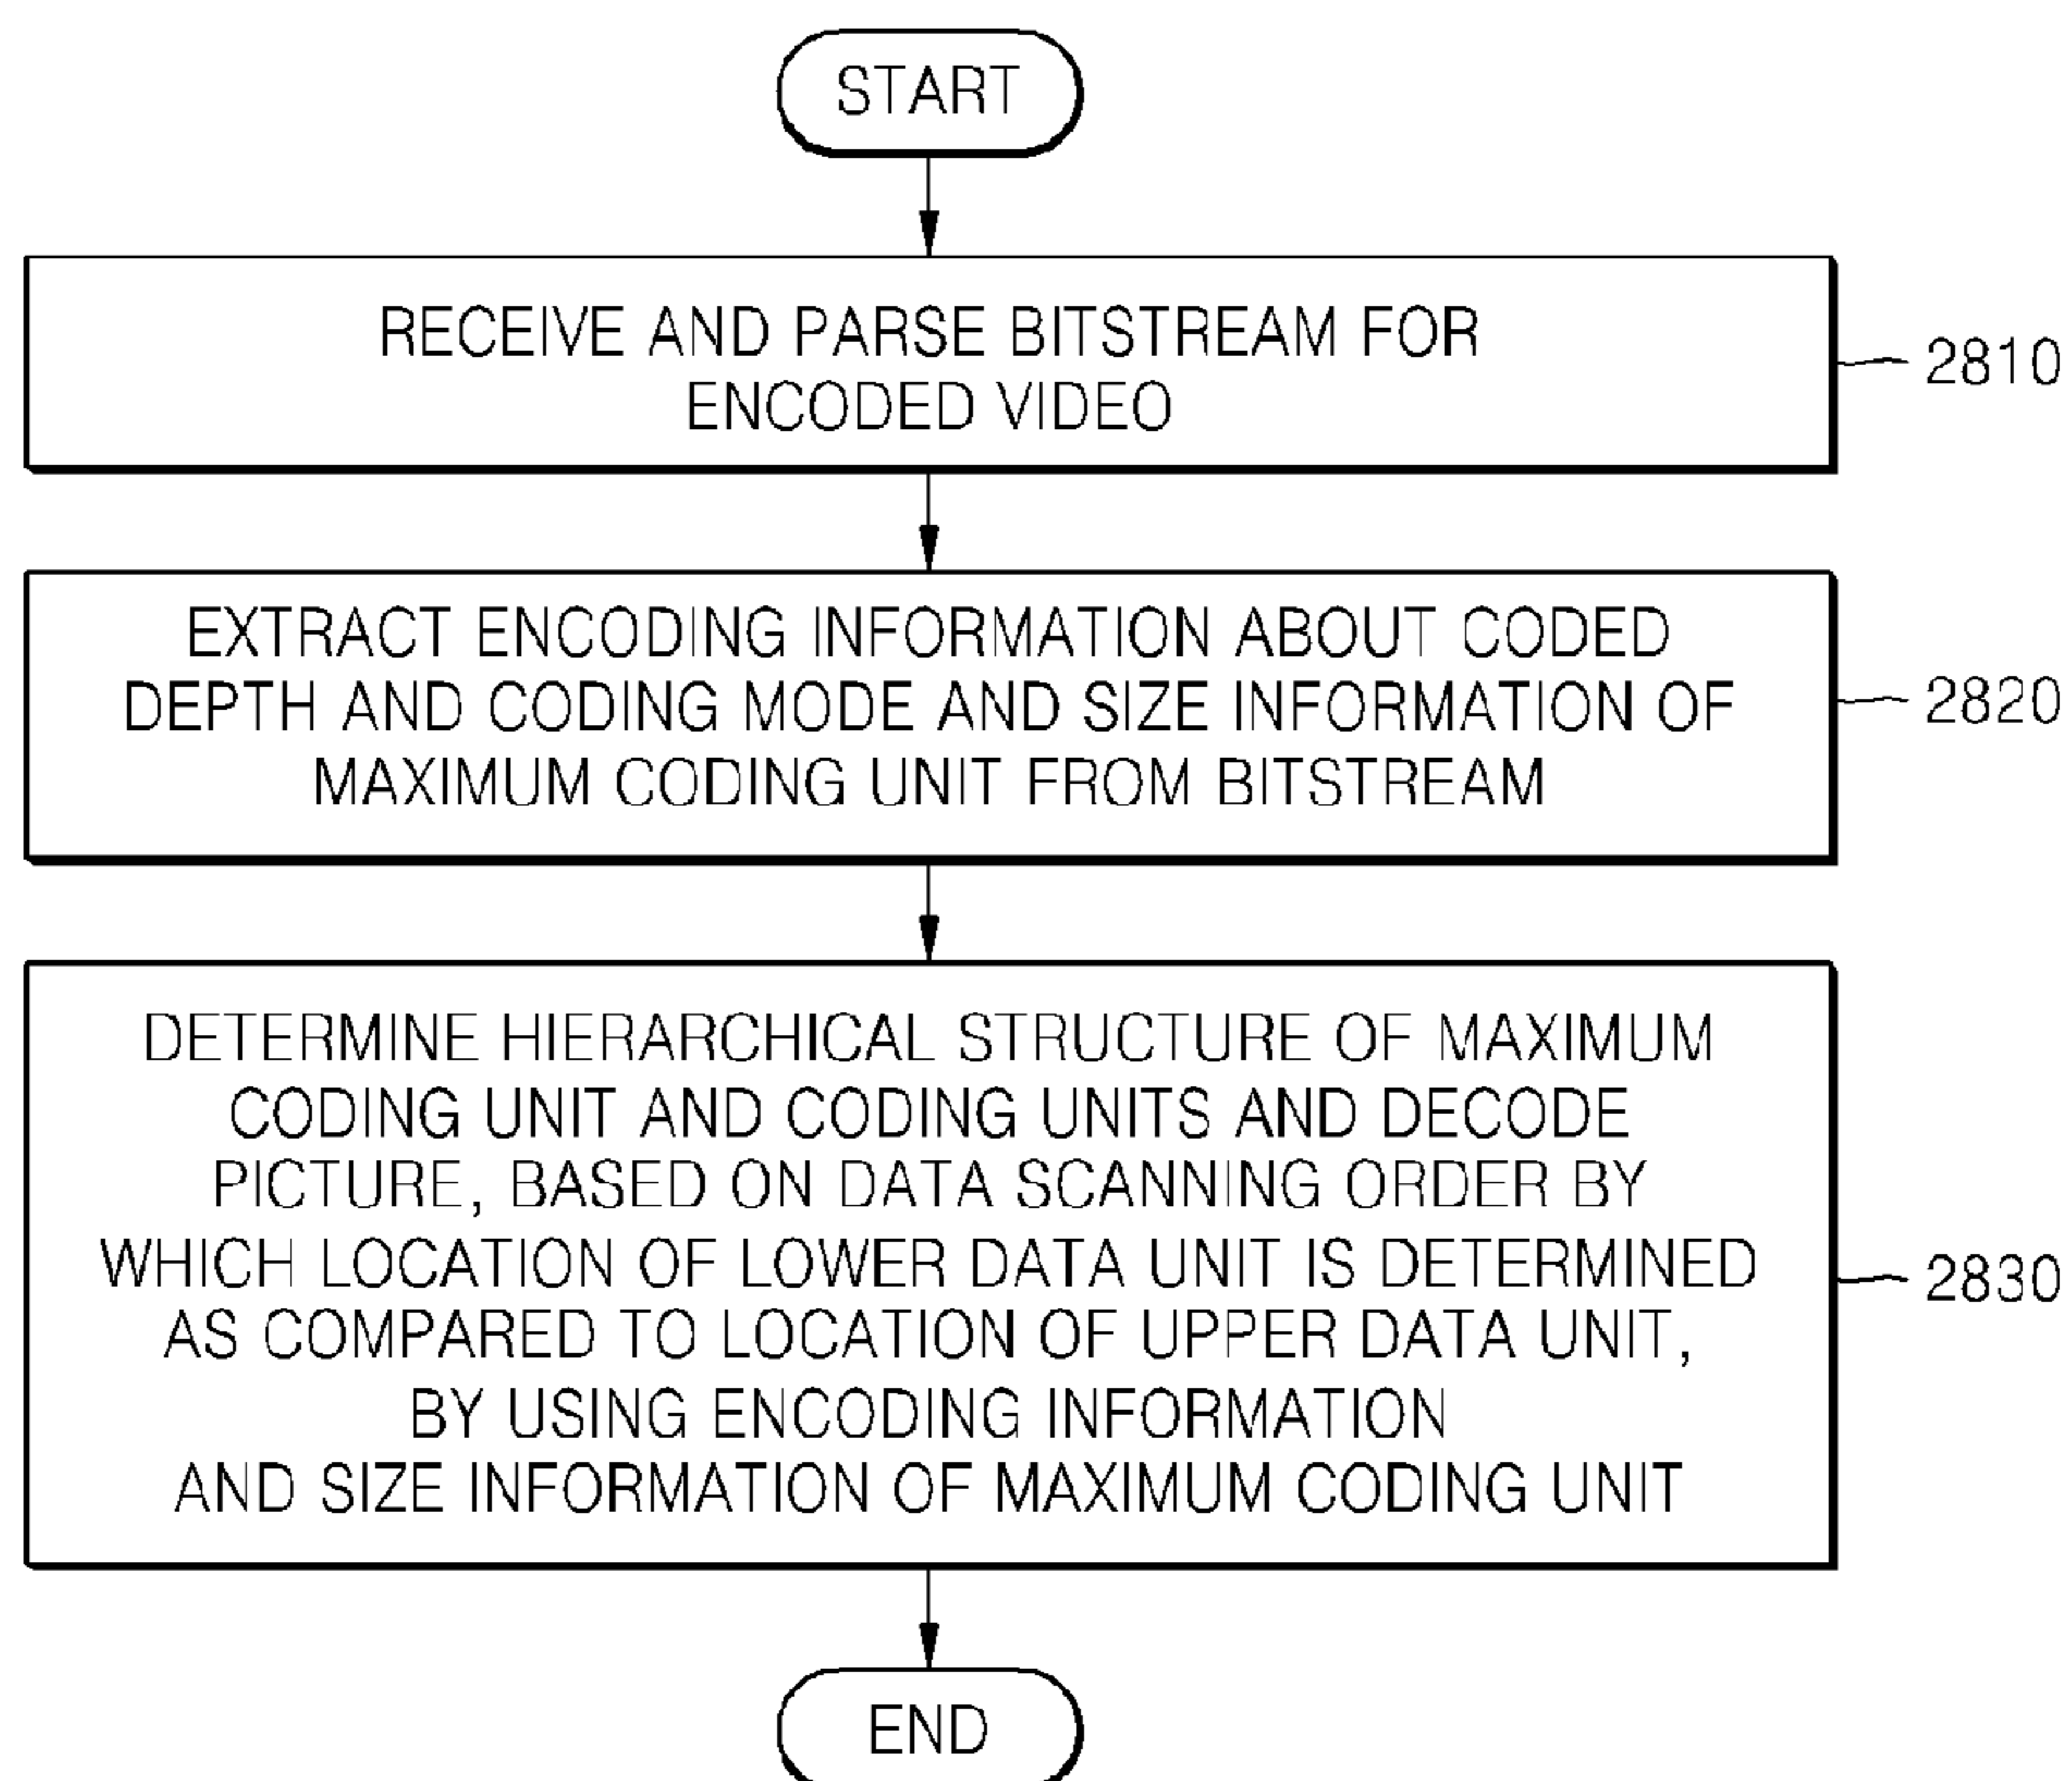 START
RECEIVE AND PARSE BITSTREAM FOR
ENCODED VIDEO
2810
EXTRACT ENCODING INFORMATION ABOUT CODED
DEPTH AND CODING MODE AND SIZE INFORMATION OF
MAXIMUM CODING UNIT FROM BITSTREAM
2820
DETERMINE HIERARCHICAL STRUCTURE OF MAXIMUM
CODING UNIT AND CODING UNITS AND DECODE
PICTURE, BASED ON DATA SCANNING ORDER BY
WHICH LOCATION OF LOWER DATA UNIT IS DETERMINED
AS COMPARED TO LOCATION OF UPPER DATA UNIT,
BY USING ENCODING INFORMATION
AND SIZE INFORMATION OF MAXIMUM CODING UNIT
2830
END